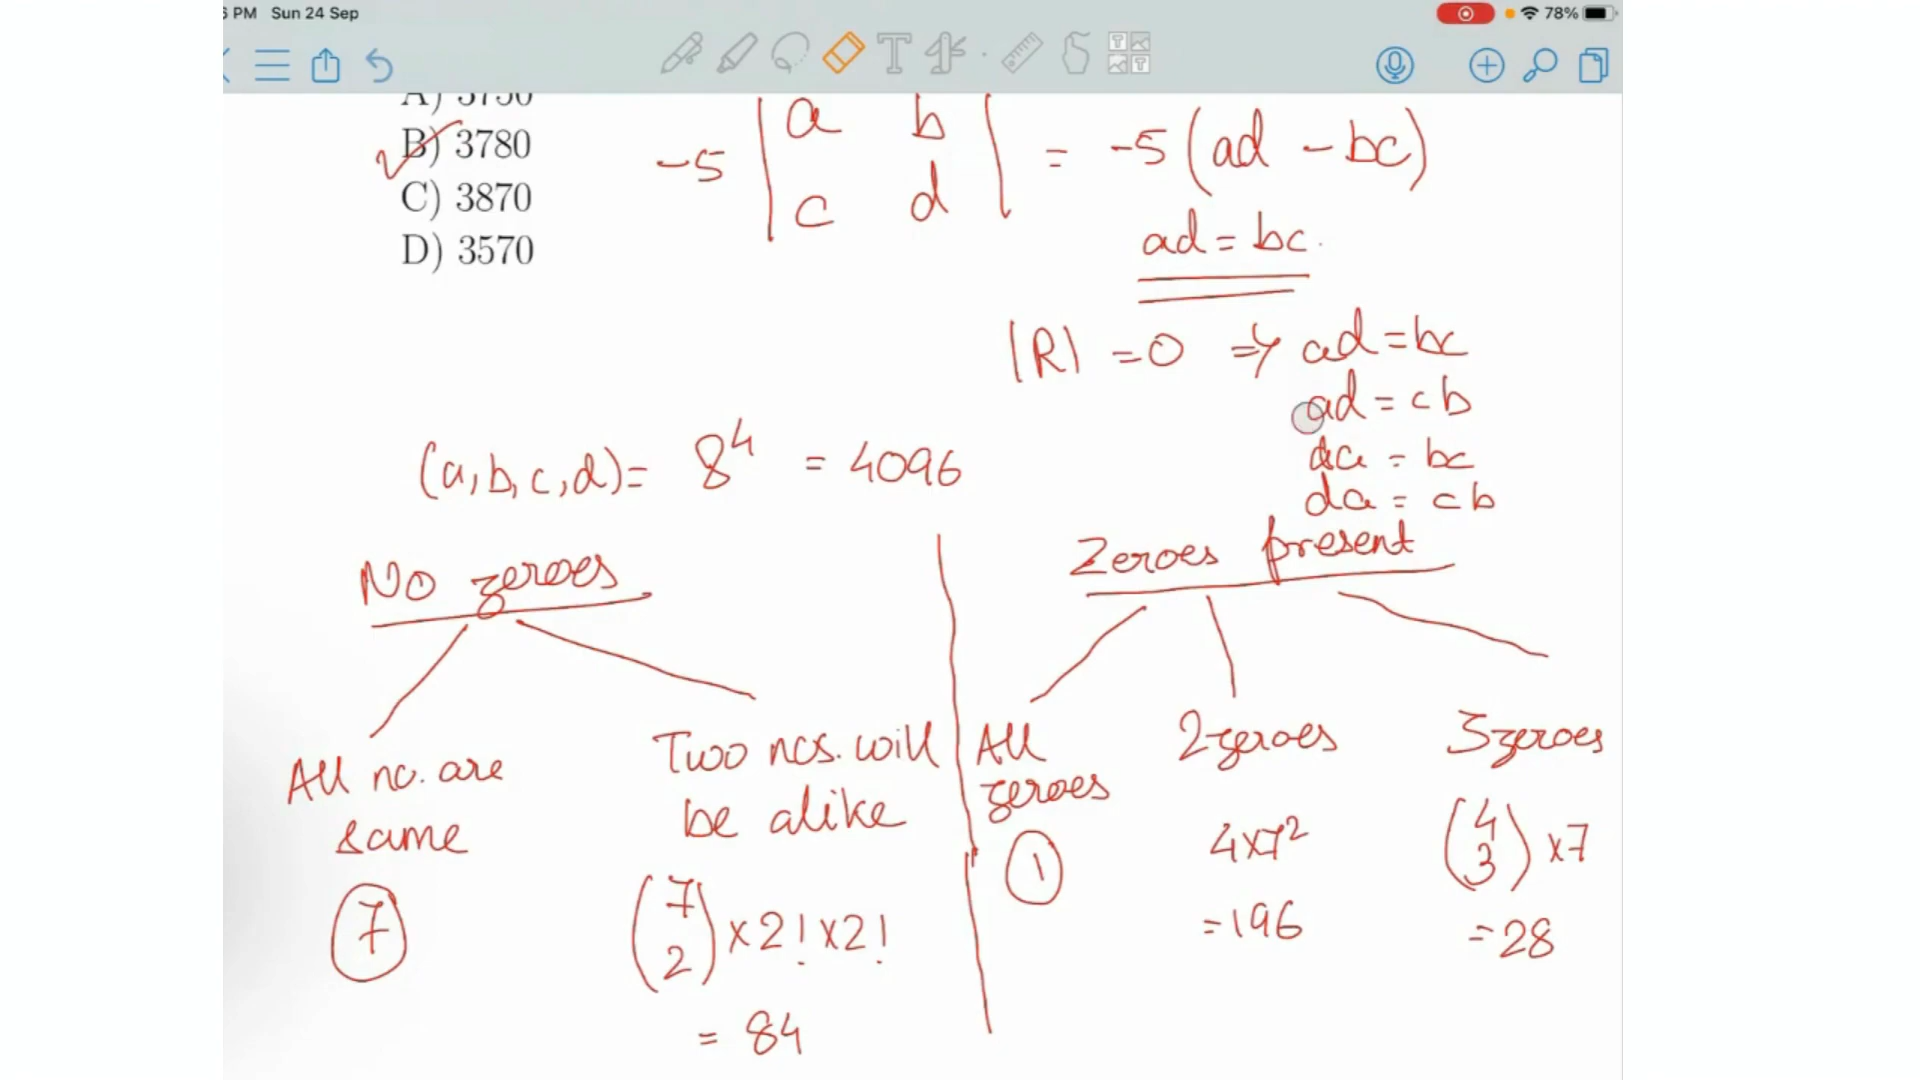 6 PM Sun 24 Sep
78%
A) 3750
B) 3780
C) 3870
D) 3570
-5 | a b | = -5 (ad - bc)
c d
ad = bc.
|R| = 0 => ad = bc
ad = cb
da = bc
da = cb
(a, b, c, d) = 8^4 = 4096
No zeroes
Zeroes present
All no. are same
7
Two nos. will be alike
(7 2) × 2! × 2!
= 84
All zeroes
1
2 zeroes
4×7²
= 196
3 zeroes
(4 3) ×7
= 28